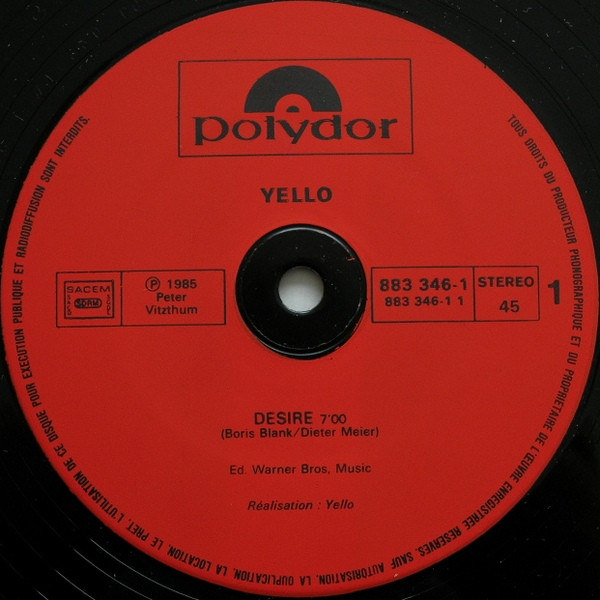 polydor
YELLO
SACEM
SDRM
℗ 1985
Peter
Vitzthum
883 346-1
883 346-1 1
STEREO
45
1
DESIRE 7'00
(Boris Blank/Dieter Meier)
Ed. Warner Bros, Music
Réalisation : Yello
TOUS DROITS DU PRODUCTEUR PHONOGRAPHIQUE ET DU PROPRIETAIRE DE L'ŒUVRE ENREGISTREE RESERVES. SAUF AUTORISATION, LA DUPLICATION, LA LOCATION, LE PRET, L'UTILISATION DE CE DISQUE POUR EXECUTION PUBLIQUE ET RADIODIFFUSION SONT INTERDITS.